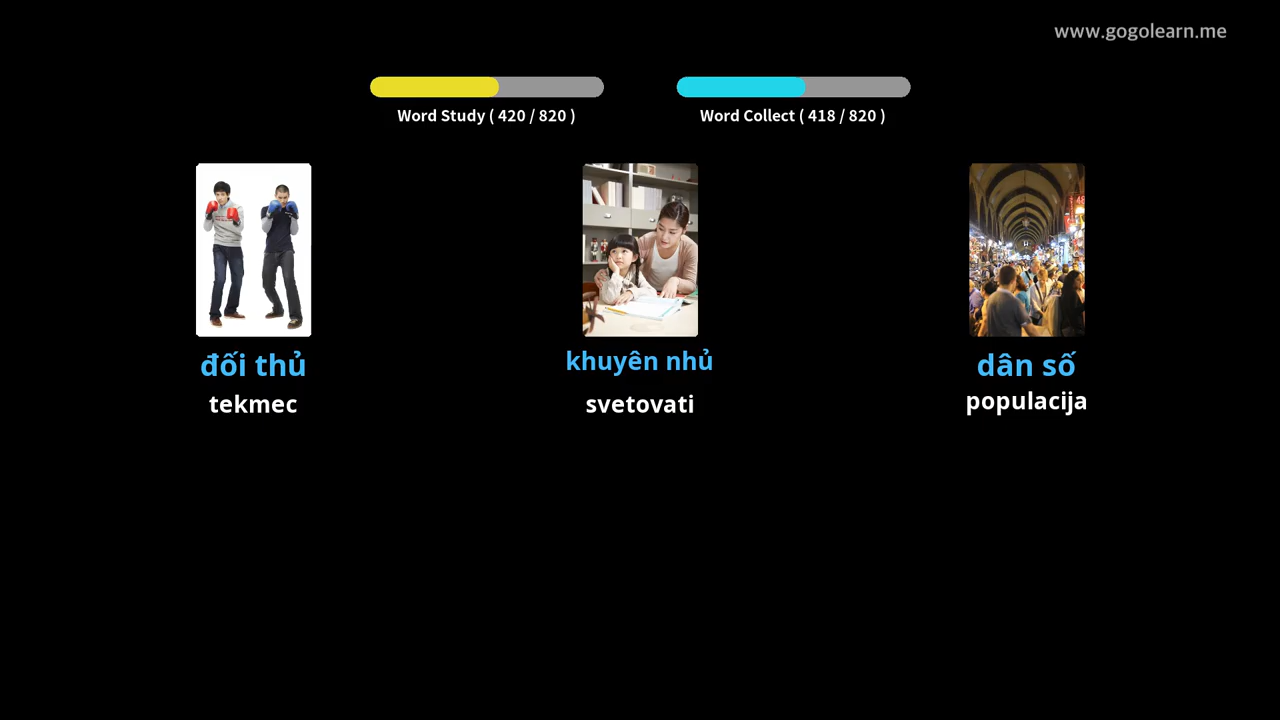 www.gogolearn.me
Word Study ( 420 / 820 )
Word Collect ( 418 / 820 )
đối thủ
khuyên nhủ
dân số
tekmec
svetovati
populacija